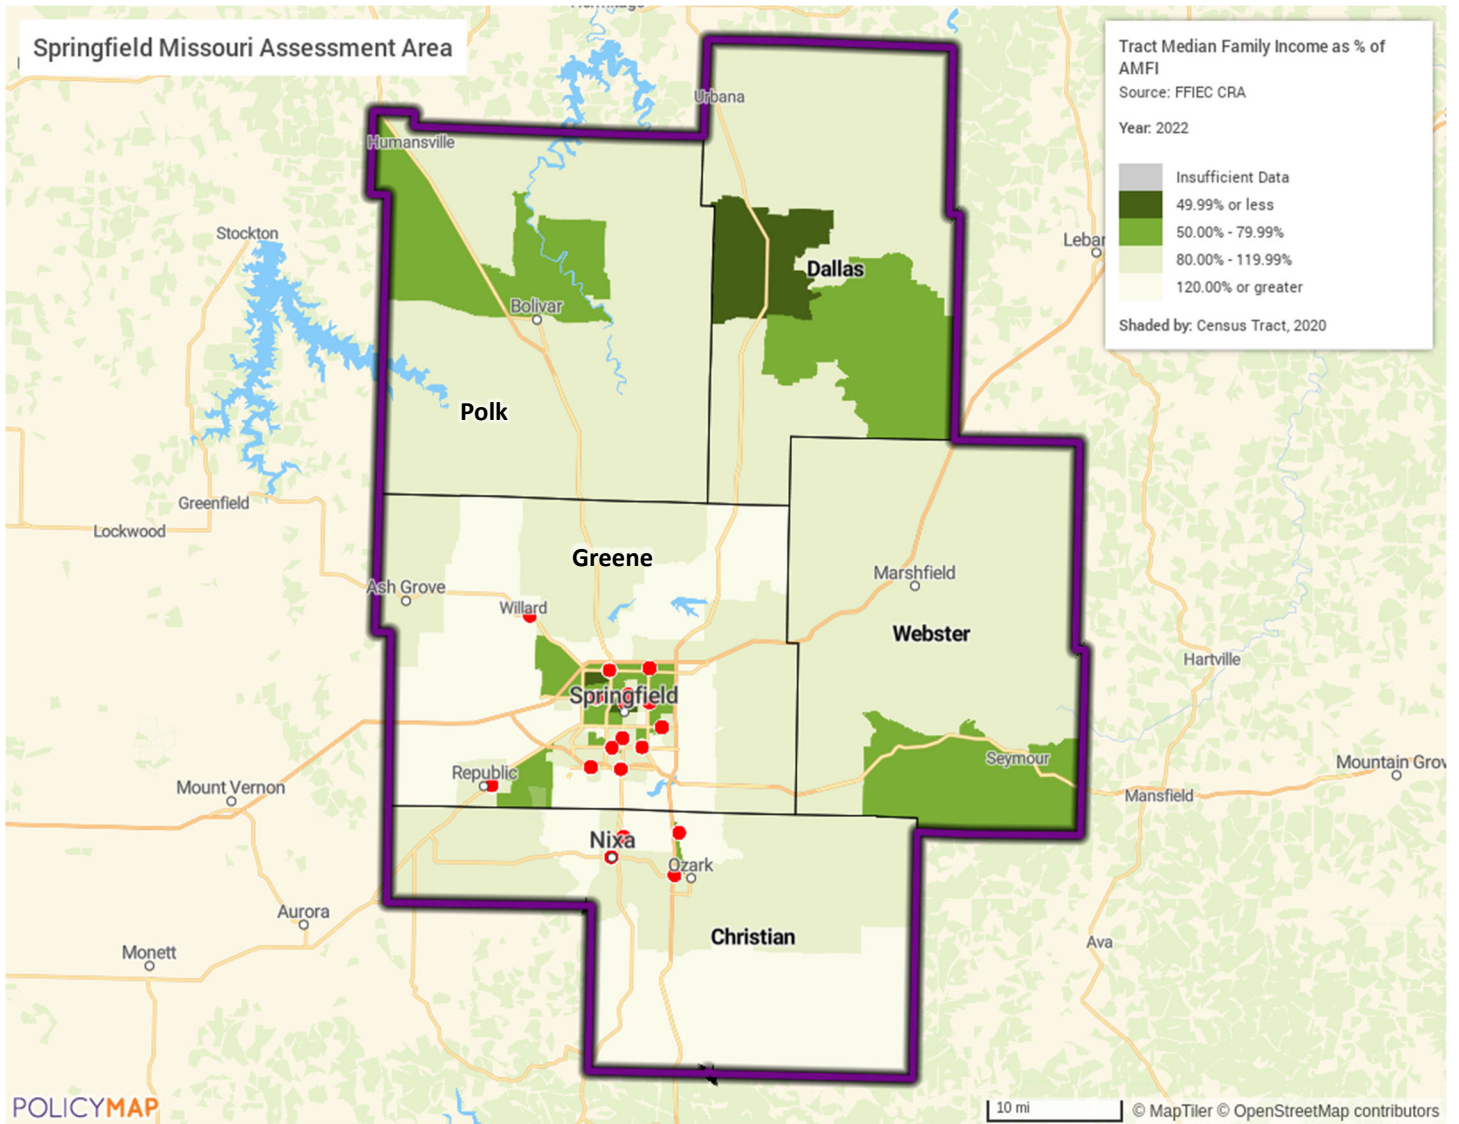 Springfield Missouri Assessment Area
Tract Median Family Income as % of
AMFI
Source: FFIEC CRA
Year: 2022
Insufficient Data
49.99% or less
50.00% - 79.99%
80.00% - 119.99%
120.00% or greater
Shaded by: Census Tract, 2020
Urbana
Humansville
Stockton
Lebar
Dallas
Bolivar
Polk
Greenfield
Lockwood
Greene
Marshfield
Ash Grove
Willard
Webster
Hartville
Springfield
Seymour
Republic
Mountain Grov
Mount Vernon
Mansfield
Nixa
Ozark
Aurora
Christian
Ava
Monett
POLICYMAP
10 mi
© MapTiler © OpenStreetMap contributors